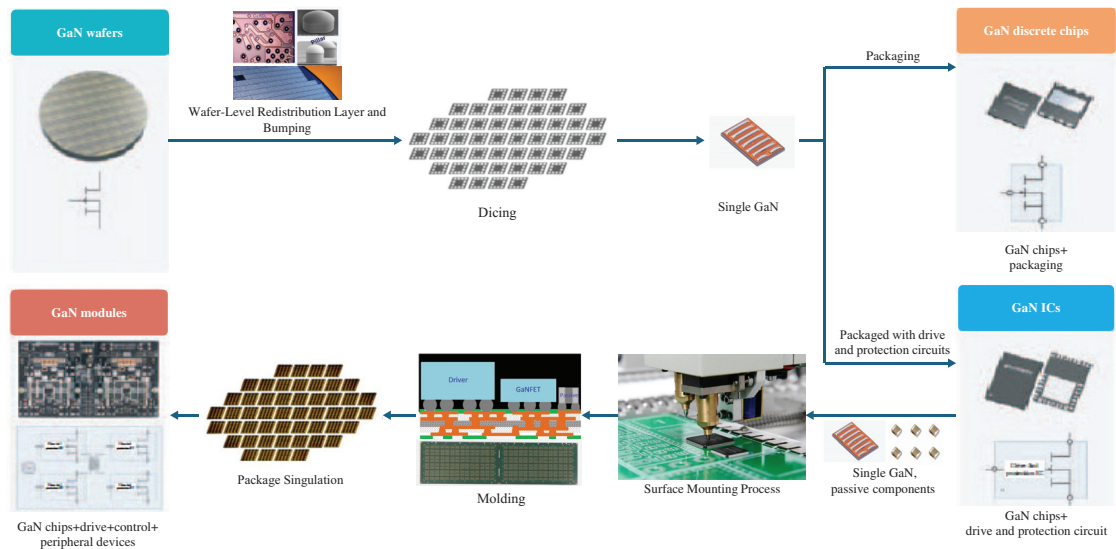 GaN wafers
Pillar
Wafer-Level Redistribution Layer and
Bumping
Dicing
Single GaN
Packaging
GaN discrete chips
GaN chips+
packaging
Packaged with drive
and protection circuits
GaN ICs
GaN chips+
drive and protection circuit
Single GaN,
passive components
Surface Mounting Process
Driver
GaNFET
Molding
Package Singulation
GaN modules
GaN chips+drive+control+
peripheral devices